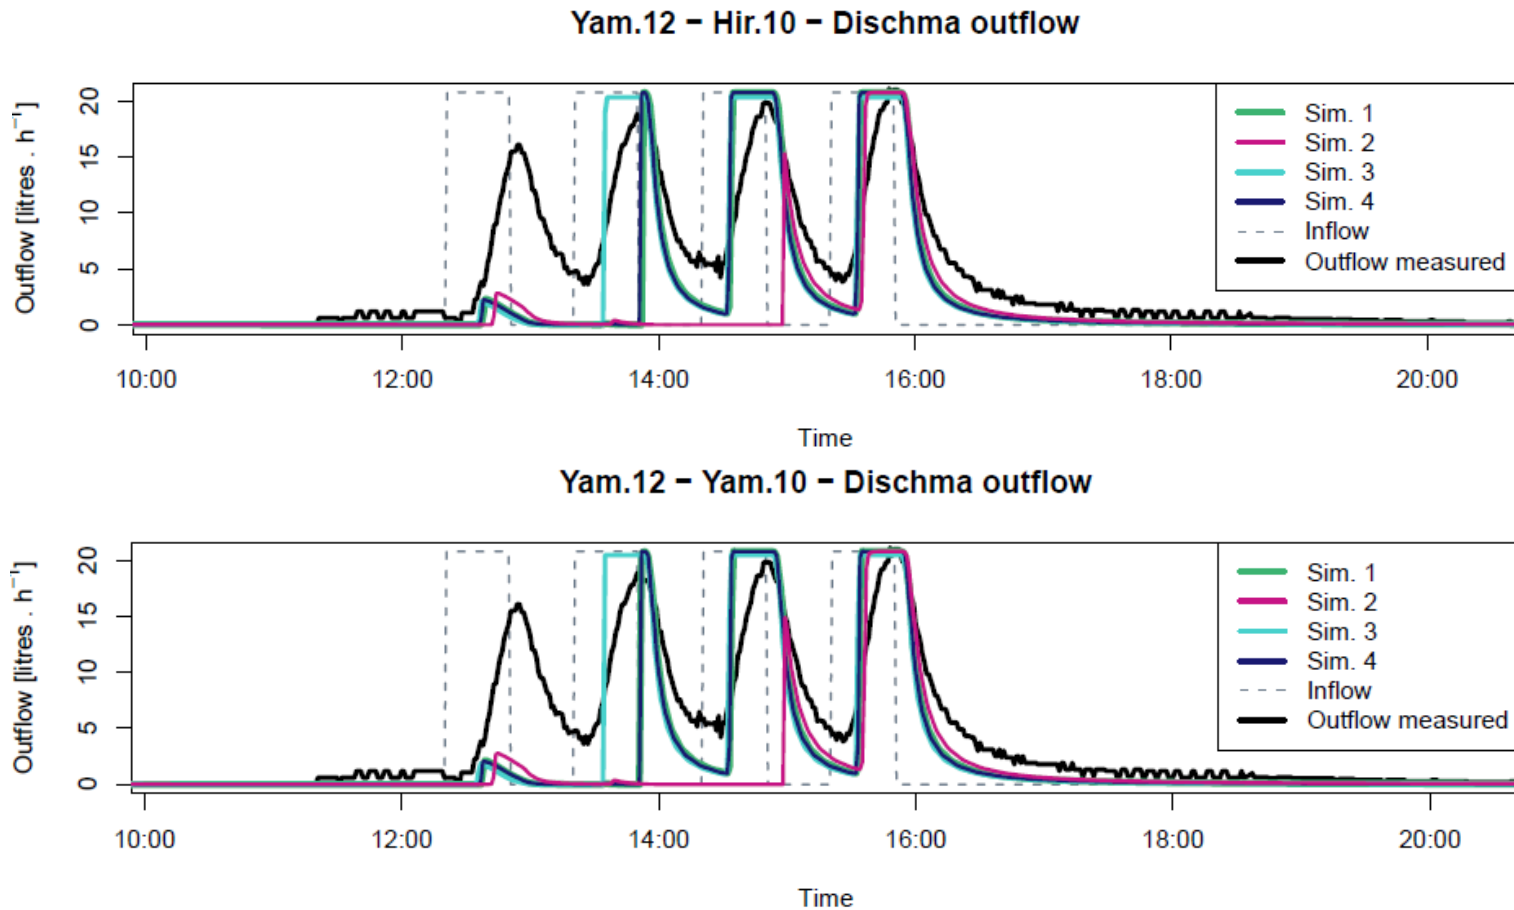 Yam.12 − Hir.10 − Dischma outflow
Outflow [litres . h⁻¹]
20
15
10
5
0
Sim. 1
Sim. 2
Sim. 3
Sim. 4
Inflow
Outflow measured
10:00 12:00 14:00 16:00 18:00 20:00
Time
Yam.12 − Yam.10 − Dischma outflow
Outflow [litres . h⁻¹]
20
15
10
5
0
Sim. 1
Sim. 2
Sim. 3
Sim. 4
Inflow
Outflow measured
10:00 12:00 14:00 16:00 18:00 20:00
Time